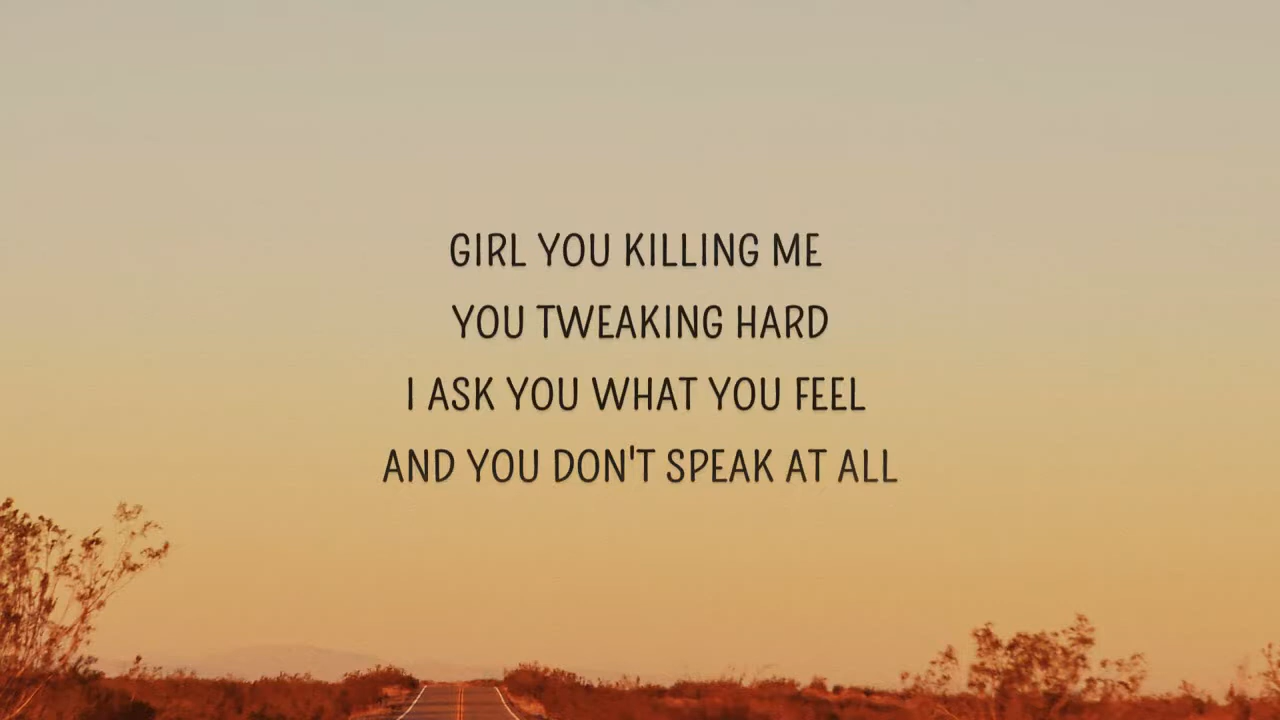 GIRL YOU KILLING ME
YOU TWEAKING HARD
I ASK YOU WHAT YOU FEEL
AND YOU DON'T SPEAK AT ALL